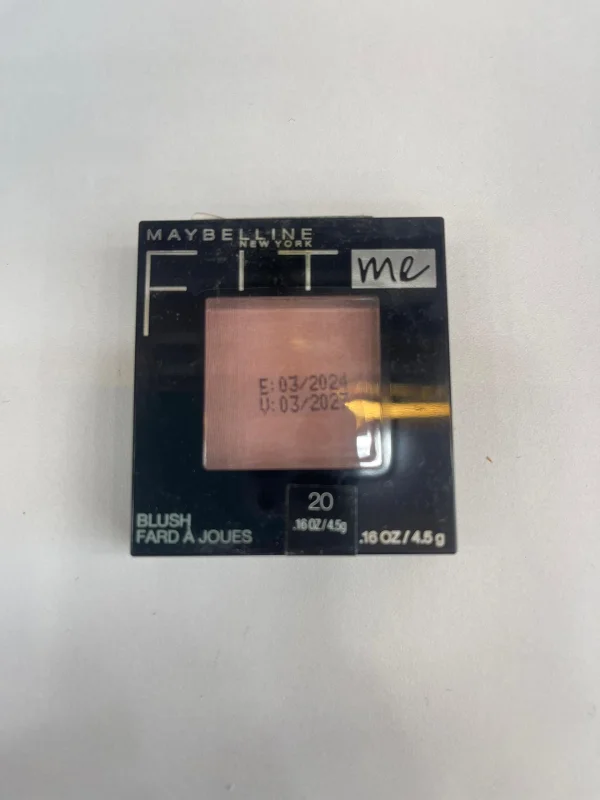 MAYBELLINE
NEW YORK
FIT me
E:03/2024
V:03/2027
20
.16 OZ/4.5g
BLUSH
FARD À JOUES
.16 OZ/4.5 g